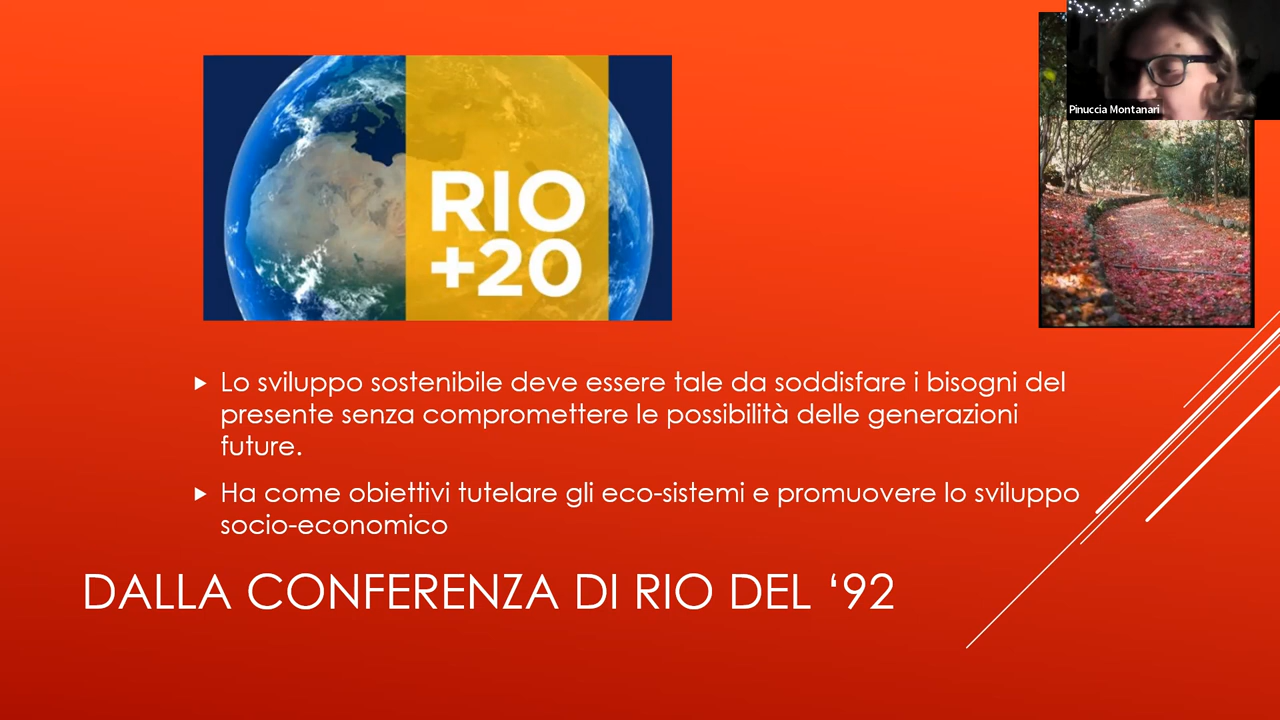 Pinuccia Montanari
RIO
+20
Lo sviluppo sostenibile deve essere tale da soddisfare i bisogni del
presente senza compromettere le possibilità delle generazioni
future.
Ha come obiettivi tutelare gli eco-sistemi e promuovere lo sviluppo
socio-economico
DALLA CONFERENZA DI RIO DEL ‘92